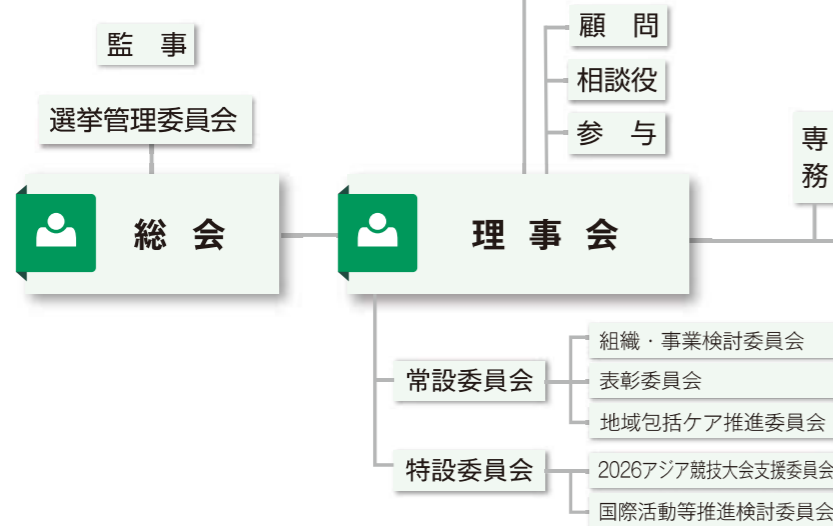 監　事
選挙管理委員会
総 会
顧　問
相談役
参　与
理 事 会
専
務
常設委員会
組織・事業検討委員会
表彰委員会
地域包括ケア推進委員会
特設委員会
2026アジア競技大会支援委員会
国際活動等推進検討委員会